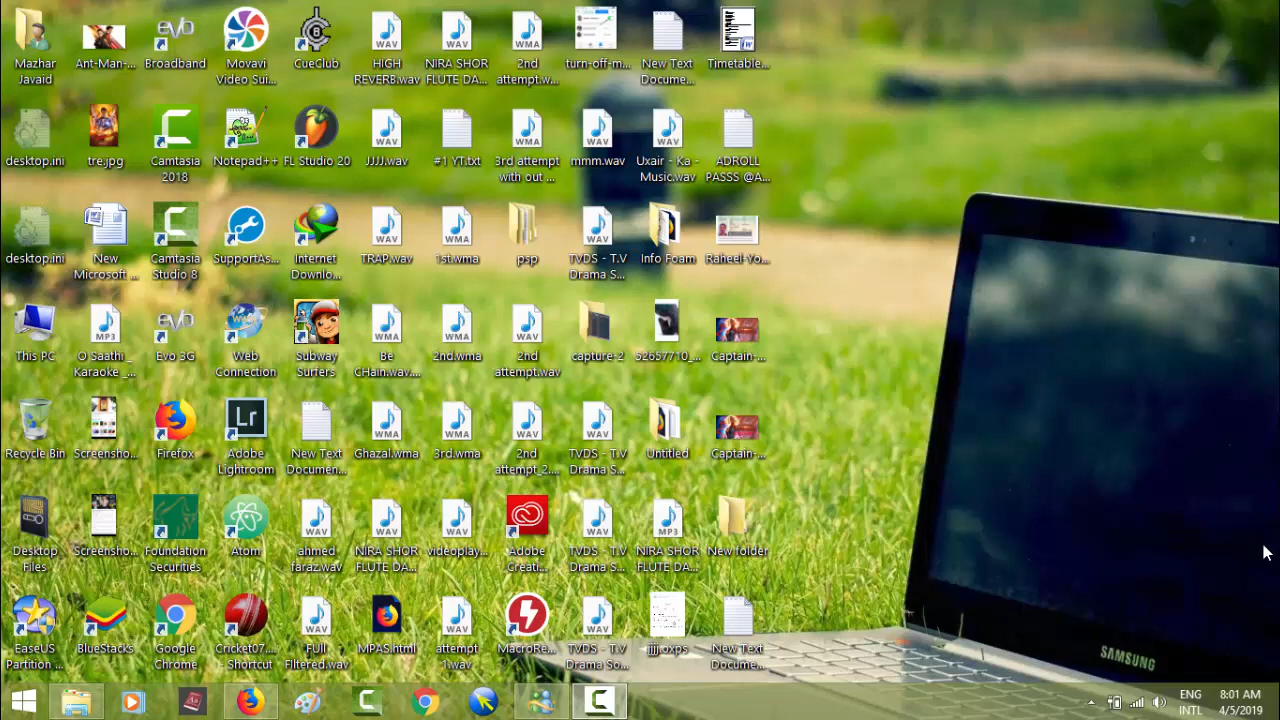 Mazhar
Javaid
Ant-Man-...
Broadband
Movavi
Video Sui...
CueClub
HIGH
REVERB.wav
NIRA SHOR
FLUTE DA...
2nd
attempt.w...
turn-off-m...
New Text
Docume...
Timetable...
desktop.ini
tre.jpg
Camtasia
2018
Notepad++
FL Studio 20
JJJJ.wav
#1 YT.txt
3rd attempt
with out ...
mmm.wav
Uxair - Ka -
Music.wav
ADROLL
PASSS @A...
desktop.ini
New
Microsoft ...
Camtasia
Studio 8
SupportAs...
Internet
Downlo...
TRAP.wav
1st.wma
psp
TVDS - T.V
Drama S...
Info Foam
Raheel-Yo...
This PC
O Saathi _
Karaoke _...
Evo 3G
Web
Connection
Subway
Surfers
Be
CHain.wav....
2nd.wma
2nd
attempt.wav
capture-2
52657710_...
Captain-...
Recycle Bin
Screensho...
Firefox
Adobe
Lightroom
New Text
Documen...
Ghazal.wma
3rd.wma
2nd
attempt_2....
TVDS - T.V
Drama S...
Untitled
Captain-...
Desktop
Files
Screensho...
Foundation
Securities
Atom
ahmed
faraz.wav
NIRA SHOR
FLUTE DA...
videoplay...
Adobe
Creati...
TVDS - T.V
Drama S...
NIRA SHOR
FLUTE DA...
New folder
EaseUS
Partition ...
BlueStacks
Google
Chrome
Cricket07...
- Shortcut
FUll
FIltered.wav
MPAS.html
attempt
1.wav
MacroRe...
TVDS - T.V
Drama So...
jjjj.oxps
New Text
Docume...
SAMSUNG
ENG
INTL
8:01 AM
4/5/2019